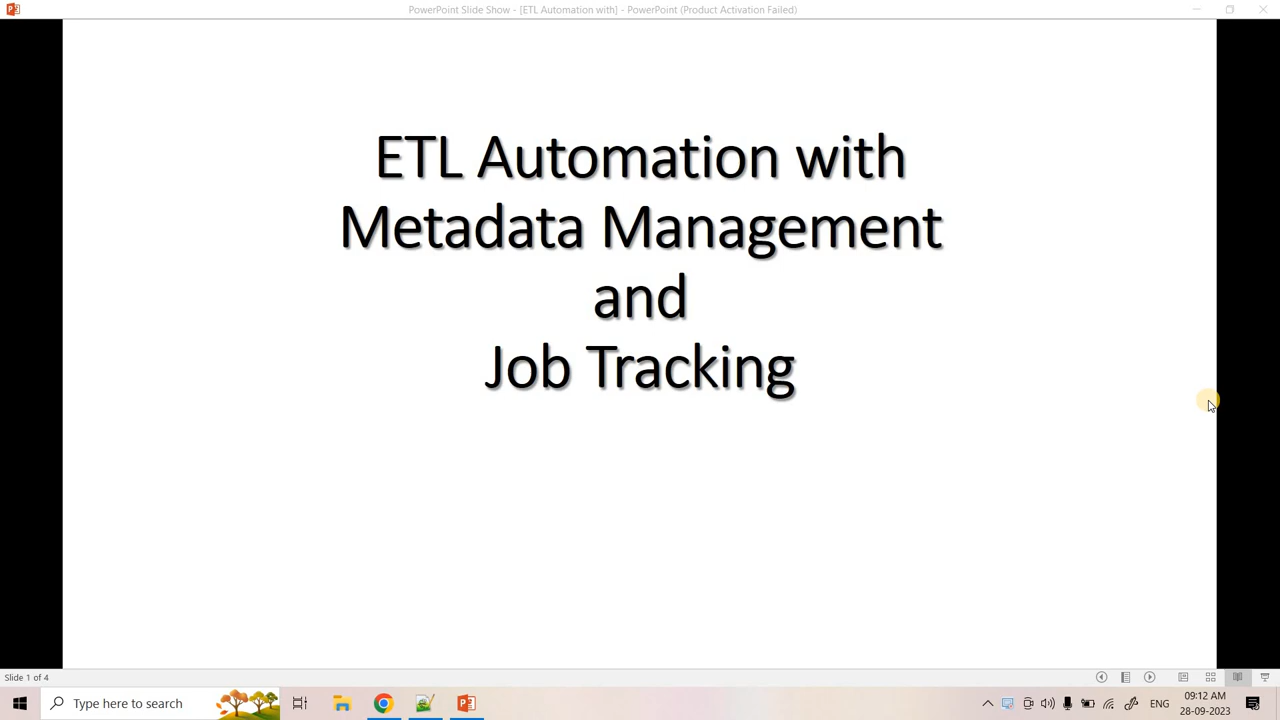 PowerPoint Slide Show - [ETL Automation with] - PowerPoint (Product Activation Failed)
ETL Automation with
Metadata Management
and
Job Tracking
Slide 1 of 4
Type here to search
ENG
09:12 AM
28-09-2023